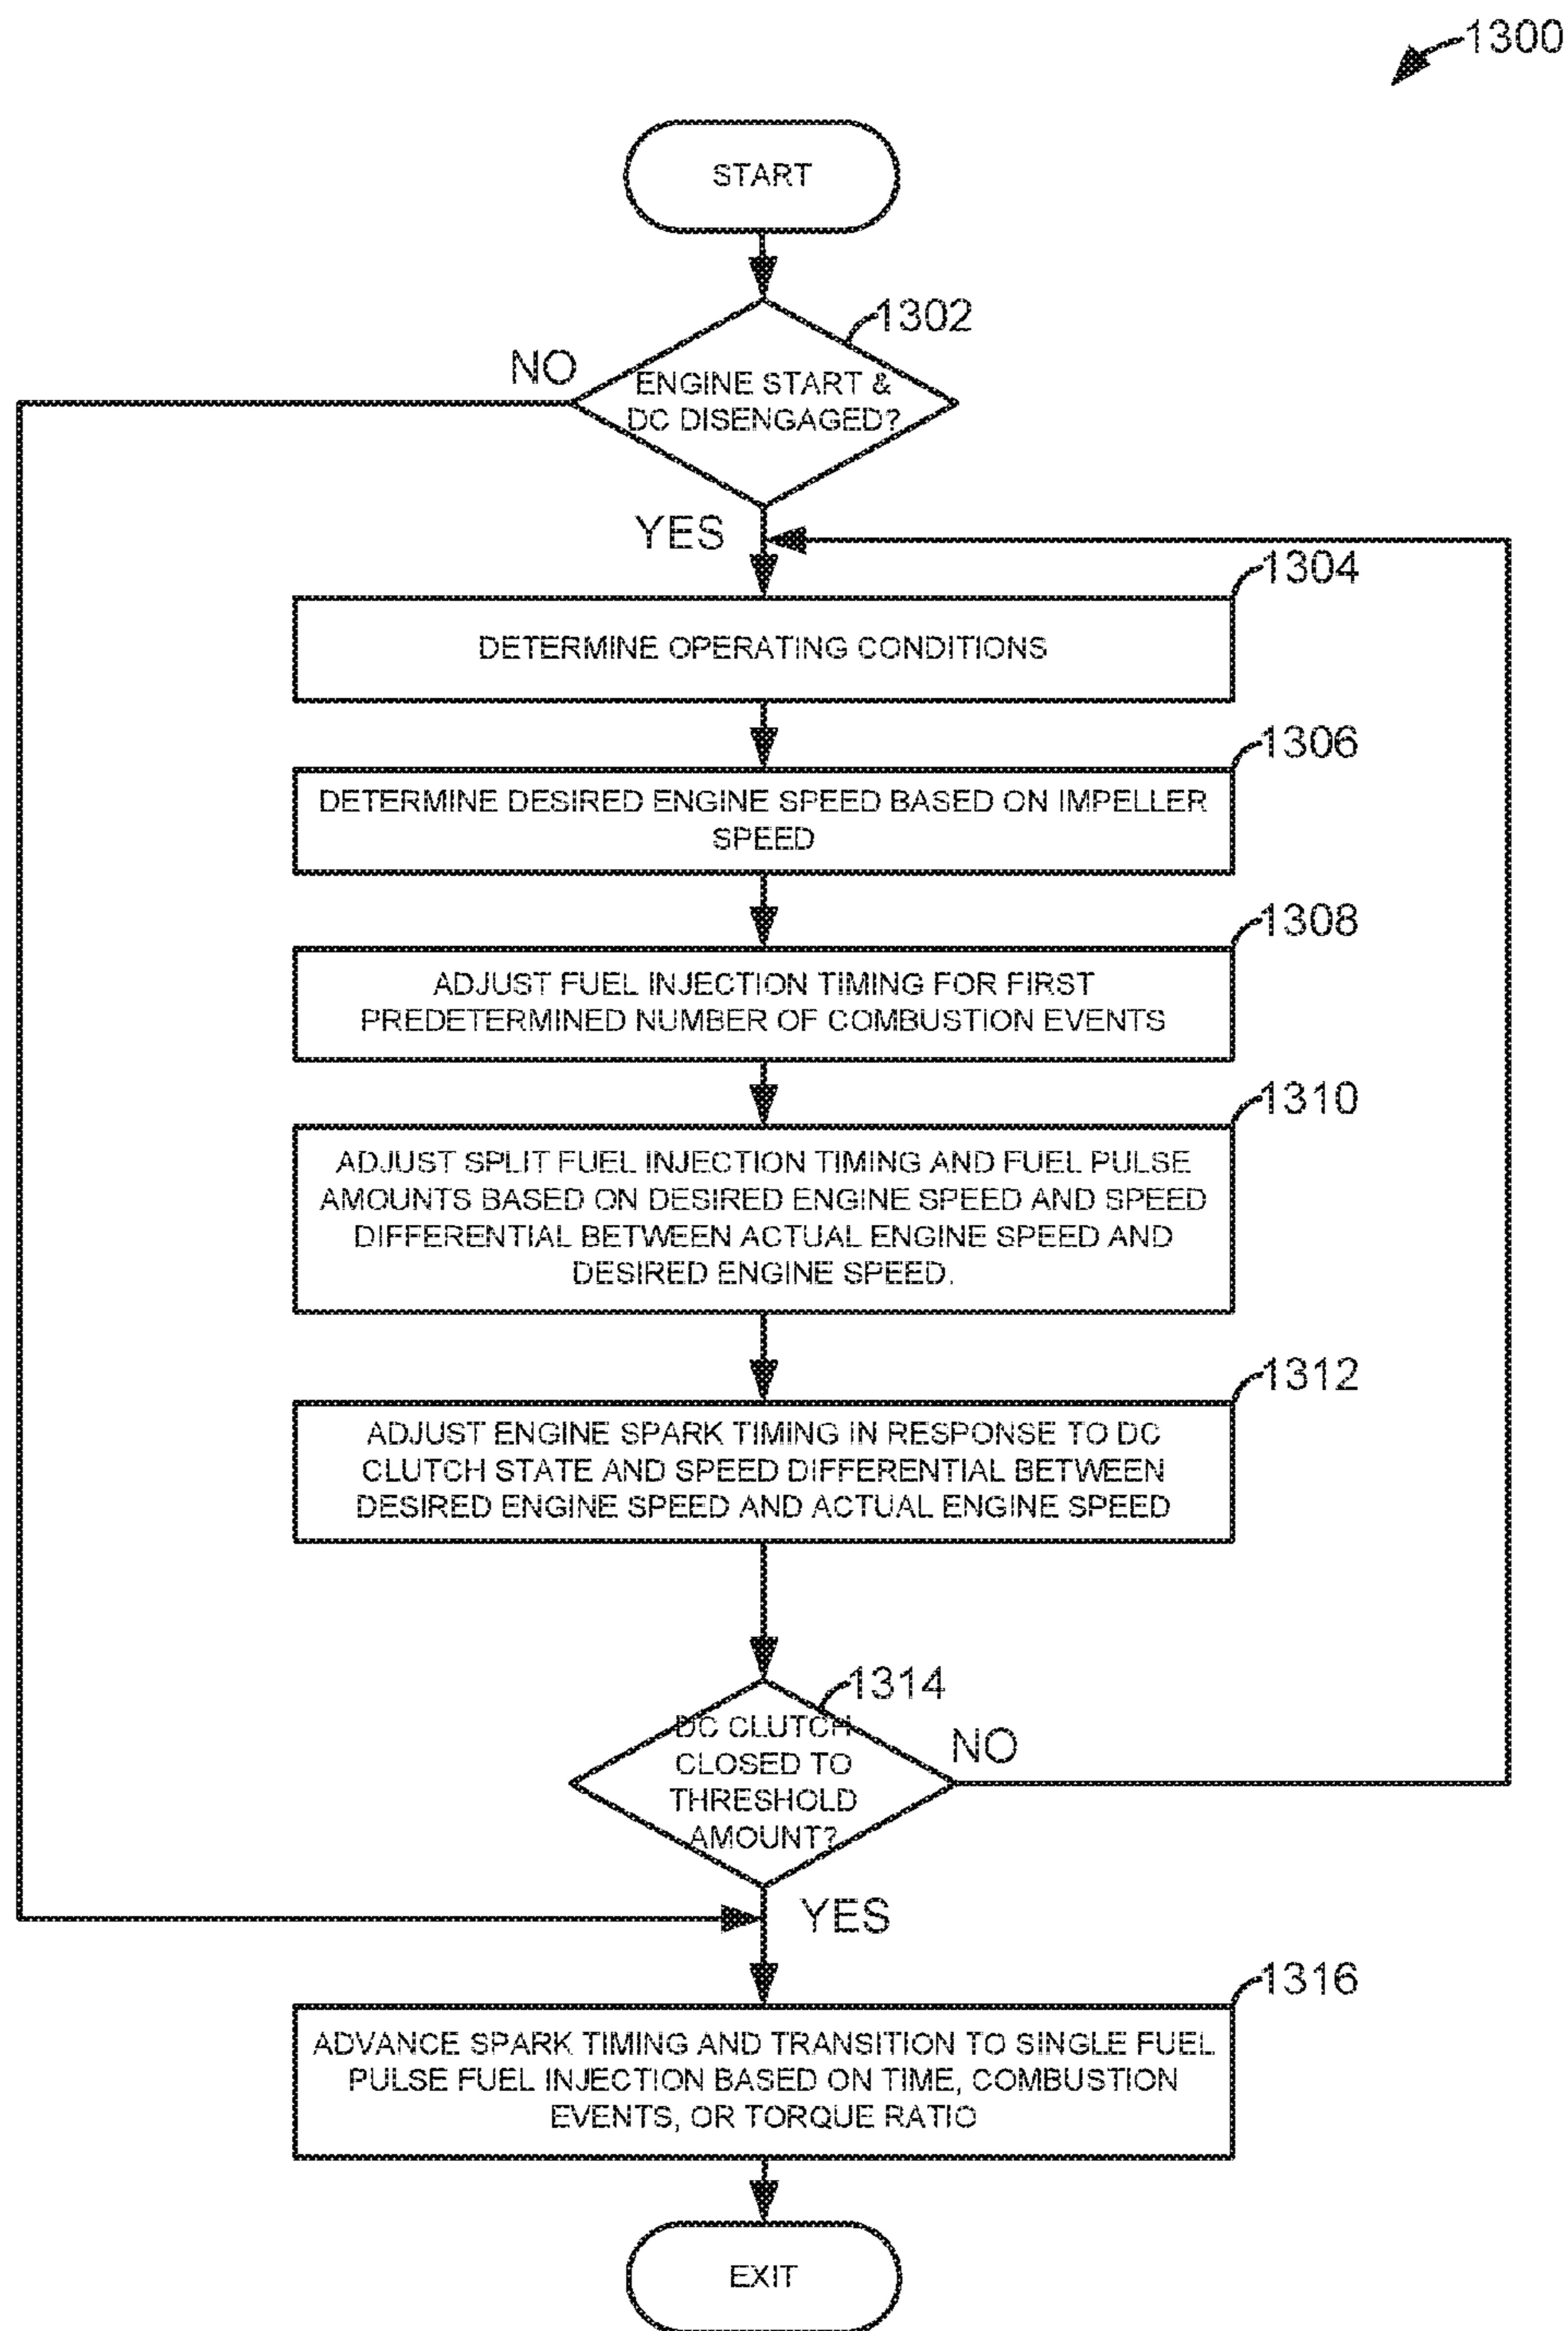 1300
START
1302
NO
ENGINE START &
DC DISENGAGED?
YES
1304
DETERMINE OPERATING CONDITIONS
1306
DETERMINE DESIRED ENGINE SPEED BASED ON IMPELLER
SPEED
1308
ADJUST FUEL INJECTION TIMING FOR FIRST
PREDETERMINED NUMBER OF COMBUSTION EVENTS
1310
ADJUST SPLIT FUEL INJECTION TIMING AND FUEL PULSE
AMOUNTS BASED ON DESIRED ENGINE SPEED AND SPEED
DIFFERENTIAL BETWEEN ACTUAL ENGINE SPEED AND
DESIRED ENGINE SPEED.
1312
ADJUST ENGINE SPARK TIMING IN RESPONSE TO DC
CLUTCH STATE AND SPEED DIFFERENTIAL BETWEEN
DESIRED ENGINE SPEED AND ACTUAL ENGINE SPEED
1314
DC CLUTCH
CLOSED TO
THRESHOLD
AMOUNT?
NO
YES
1316
ADVANCE SPARK TIMING AND TRANSITION TO SINGLE FUEL
PULSE FUEL INJECTION BASED ON TIME, COMBUSTION
EVENTS, OR TORQUE RATIO
EXIT